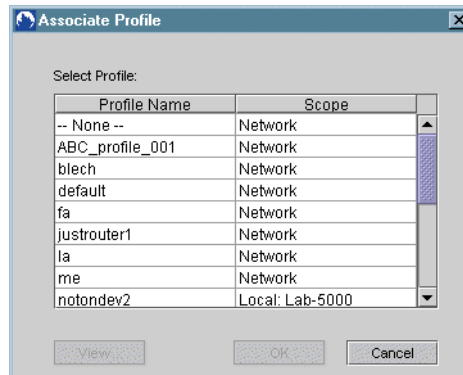 Associate Profile
Select Profile:
Profile Name Scope
-- None -- Network
ABC_profile_001 Network
blech Network
default Network
fa Network
justrouter1 Network
la Network
me Network
notondev2 Local: Lab-5000
View... OK Cancel